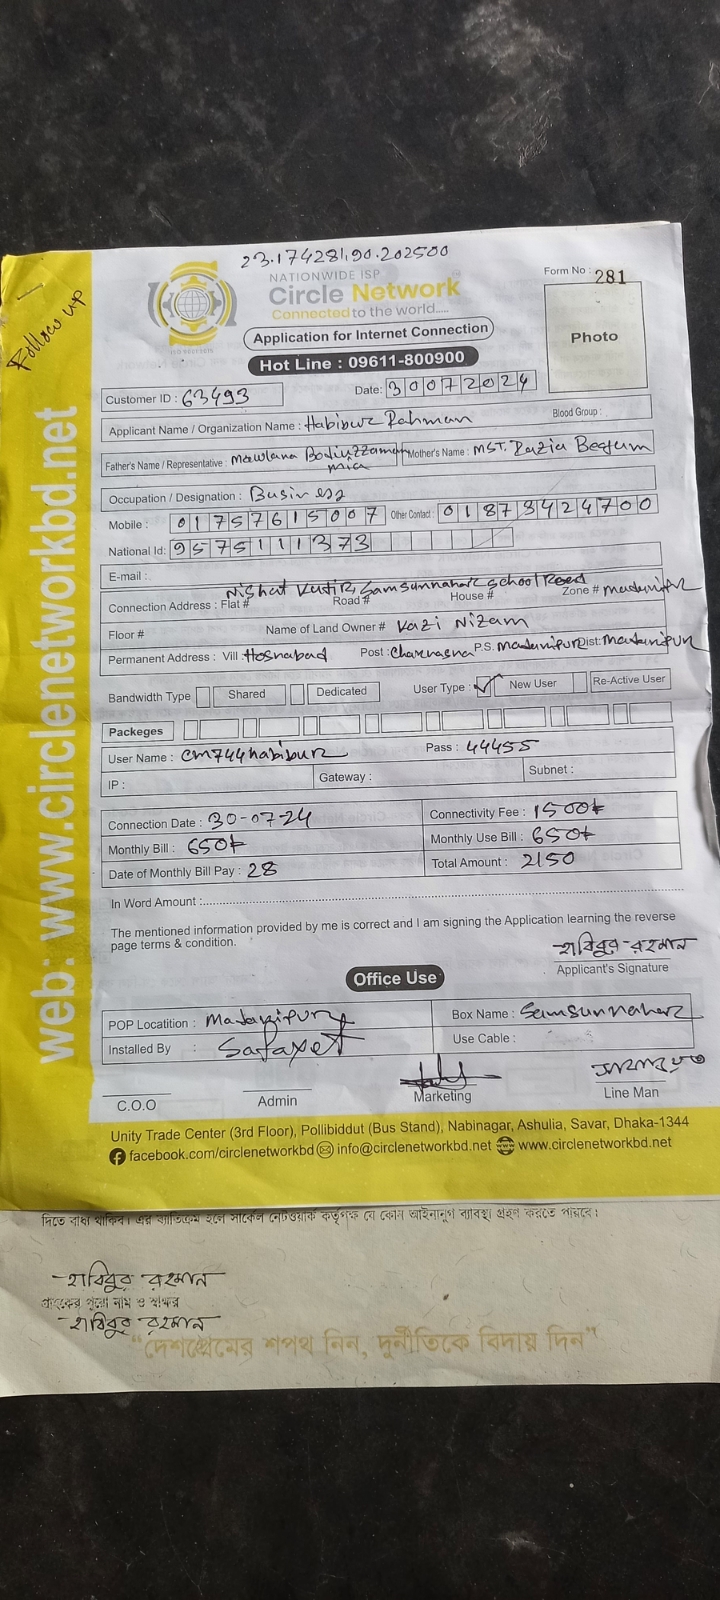 23.174281,90.202500
Follow up
NATIONWIDE ISP
Circle Network
Connected to the world.....
Form No : 281
Application for Internet Connection
Photo
Hot Line : 09611-800900
Customer ID : 63493
Date: 30072024
Applicant Name / Organization Name : Habibur Rahman
Blood Group :
Father's Name / Representative : Mawlana Bodiuzzaman mia
Mother's Name : MST. Razia Begum
Occupation / Designation : Business
Mobile : 01757615007 Other Contact : 01878424700
National Id: 9575111373
E-mail :
Nishat Kutir, Samsunnahar School Road
Connection Address : Flat # Road # House # Zone # madaripur
Floor # Name of Land Owner # Kazi Nizam
Permanent Address : Vill : Hosnabad Post : P.S. Madaripur Dist: Madaripur
Bandwidth Type Shared Dedicated User Type : ✓ New User Re-Active User
Packeges
User Name : cm744habibur Pass : 44455
IP : Gateway : Subnet :
Connection Date : 30-07-24 Connectivity Fee : 1500t
Monthly Bill : 650t Monthly Use Bill : 650t
Date of Monthly Bill Pay : 28 Total Amount : 2150
In Word Amount :
The mentioned information provided by me is correct and I am signing the Application learning the reverse
page terms & condition.
হাবিবুর রহমান
Applicant's Signature
Office Use
POP Locatition : Madaripur Box Name : Samsunnahar
Installed By : Use Cable :
C.O.O Admin Marketing Line Man
Unity Trade Center (3rd Floor), Pollibiddut (Bus Stand), Nabinagar, Ashulia, Savar, Dhaka-1344
facebook.com/circlenetworkbd info@circlenetworkbd.net www.circlenetworkbd.net
web: www.circlenetworkbd.net
দিতে বাধ্য থাকিব। এর ব্যতিক্রম হলে সার্কেল নেটওয়ার্ক কর্তৃপক্ষ যে কোন আইনানুগ ব্যাবস্থা গ্রহণ করতে পারবে।
হাবিবুর রহমান
গ্রাহকের পুরো নাম ও স্বাক্ষর
হাবিবুর রহমান
“দেশপ্রেমের শপথ নিন, দুর্নীতিকে বিদায় দিন”